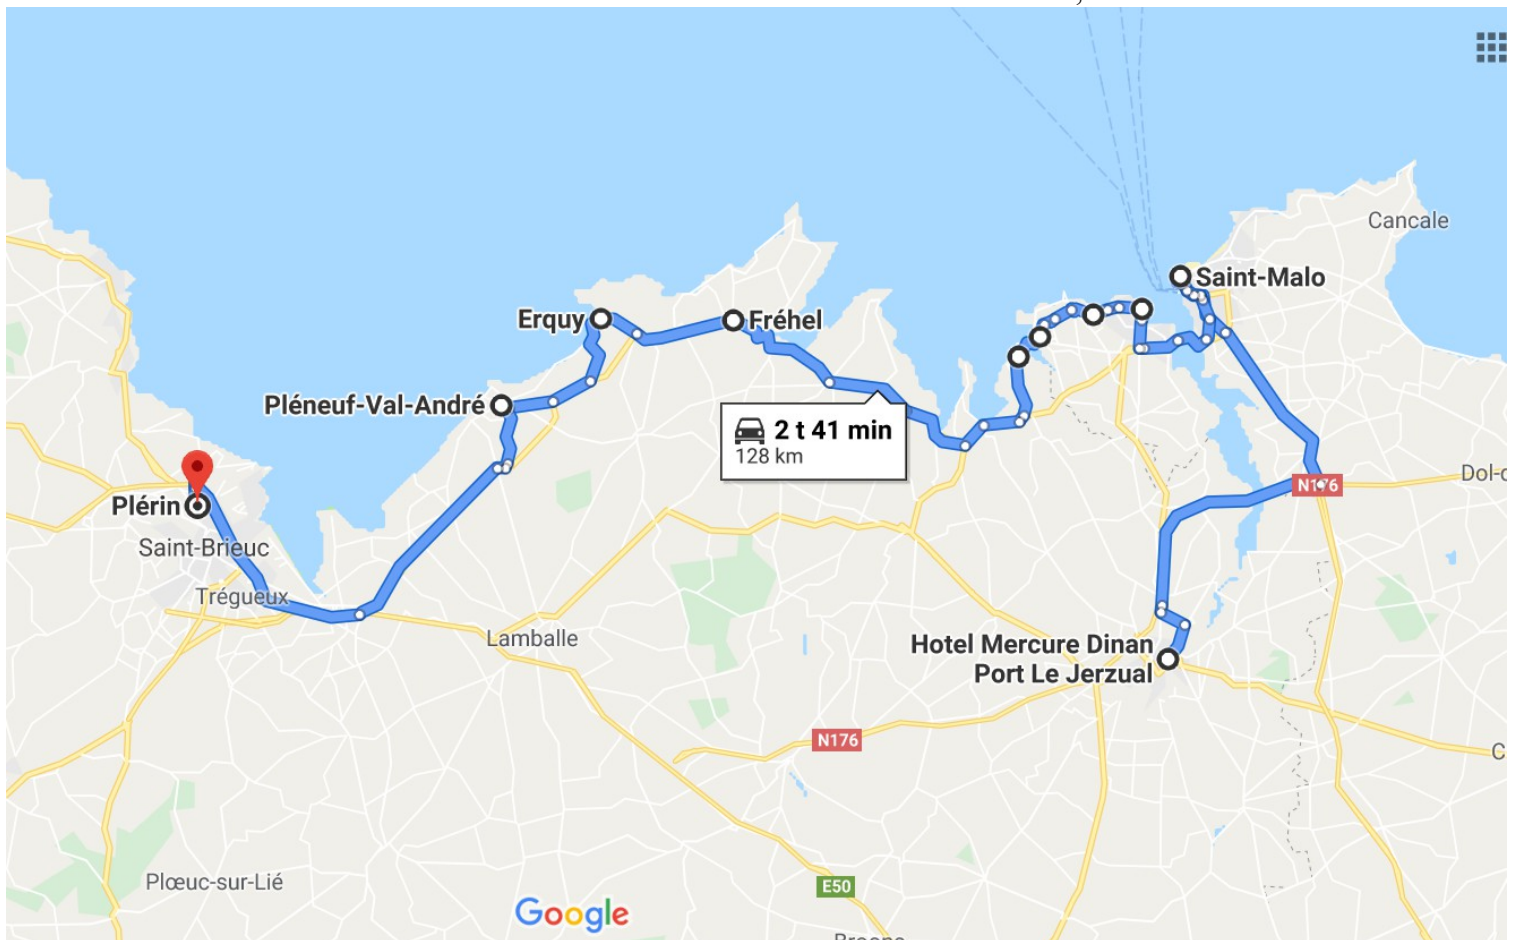 Cancale
Saint-Malo
Erquy
Fréhel
Pléneuf-Val-André
2 t 41 min
128 km
N176
Plérin
Saint-Brieuc
Trégueux
Lamballe
Hotel Mercure Dinan
Port Le Jerzual
N176
Plœuc-sur-Lié
E50
Google